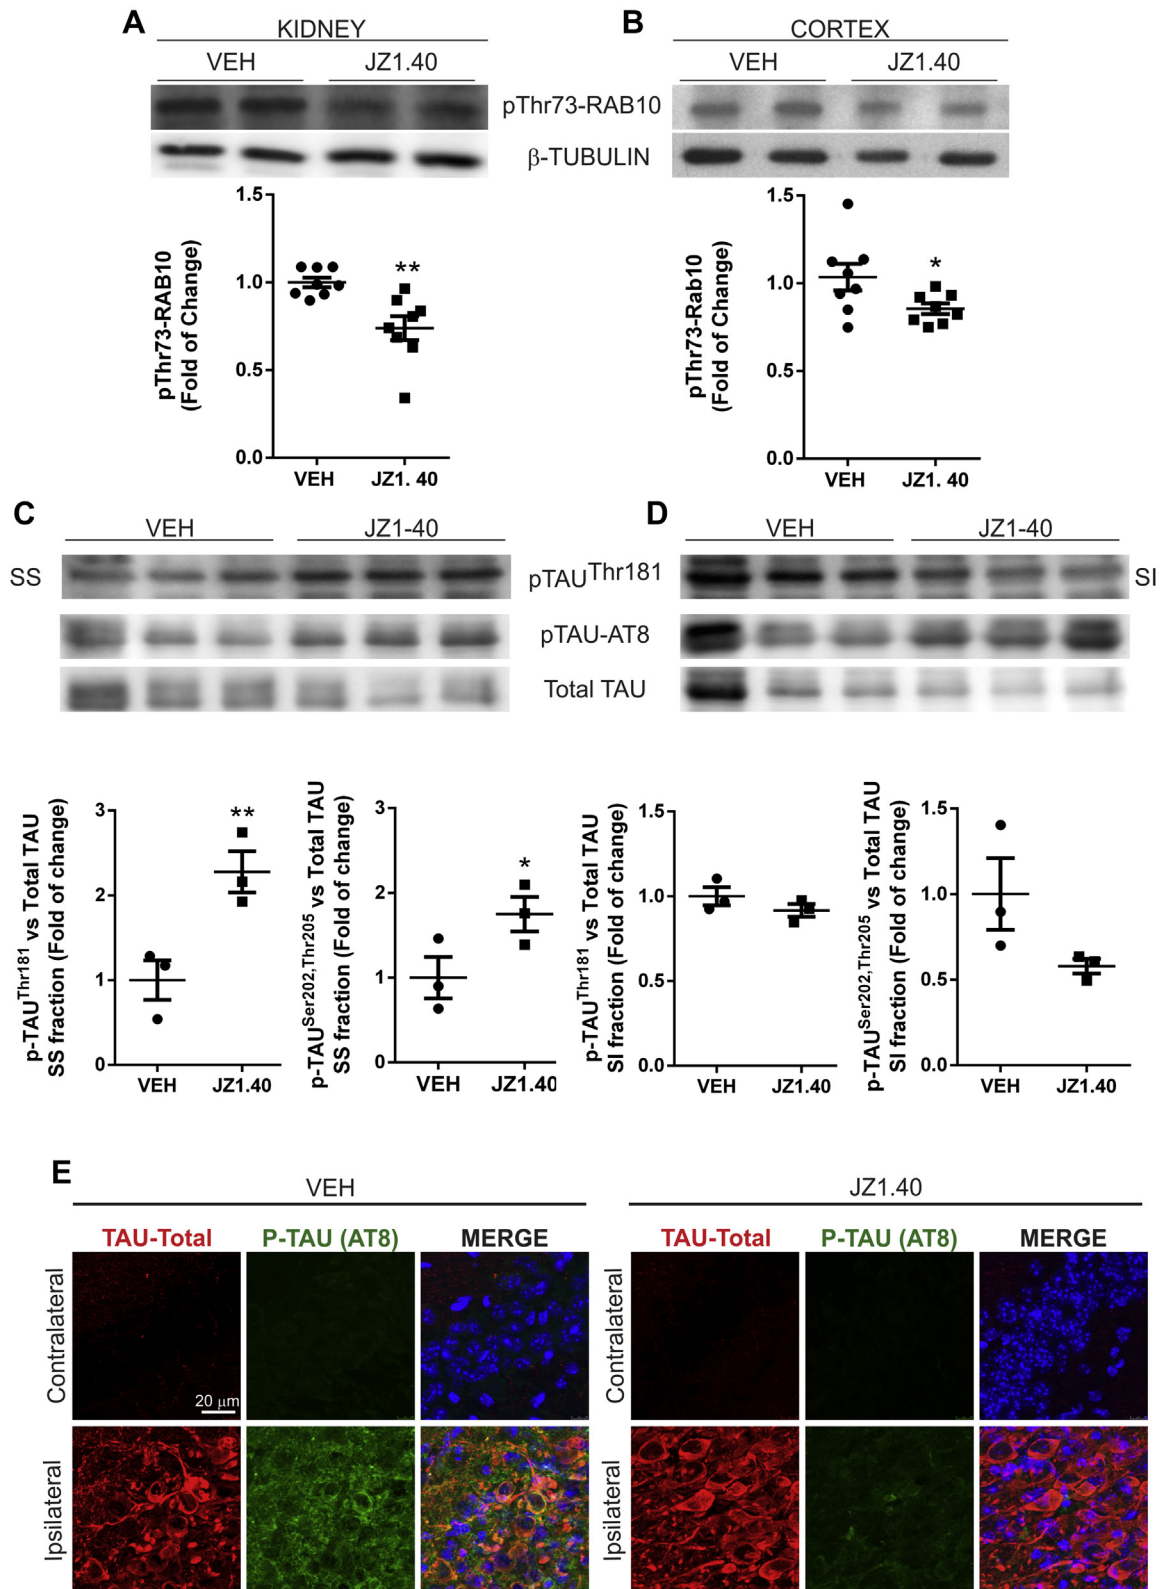 A
KIDNEY
VEH
JZ1.40
B
CORTEX
VEH
JZ1.40
pThr73-RAB10
β-TUBULIN
pThr73-RAB10
(Fold of Change)
1.5
1.0
0.5
0.0
**
VEH
JZ1. 40
pThr73-Rab10
(Fold of Change)
1.5
1.0
0.5
0.0
*
VEH
JZ1. 40
C
VEH
JZ1-40
D
VEH
JZ1-40
SS
pTAUThr181
SI
pTAU-AT8
Total TAU
p-TAUThr181 vs Total TAU
SS fraction (Fold of change)
3
2
1
0
**
VEH
JZ1.40
p-TAUSer202,Thr205 vs Total TAU
SS fraction (Fold of change)
3
2
1
0
*
VEH
JZ1.40
p-TAUThr181 vs Total TAU
SI fraction (Fold of change)
1.5
1.0
0.5
0.0
VEH
JZ1.40
p-TAUSer202,Thr205 vs Total TAU
SI fraction (Fold of change)
1.5
1.0
0.5
0.0
VEH
JZ1.40
E
VEH
JZ1.40
TAU-Total
P-TAU (AT8)
MERGE
TAU-Total
P-TAU (AT8)
MERGE
Contralateral
20 μm
Contralateral
Ipsilateral
Ipsilateral